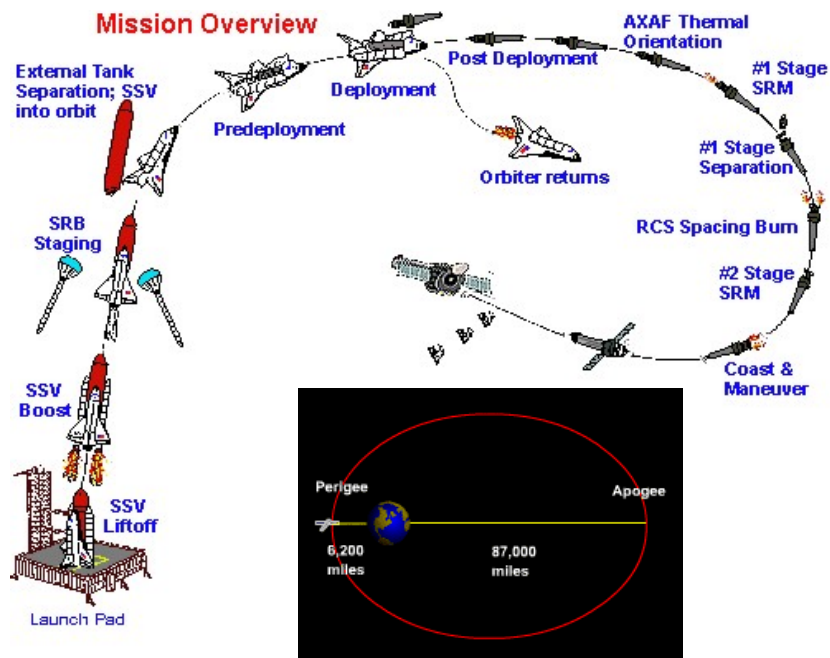 Mission Overview
External Tank
Separation; SSV
into orbit
Predeployment
Deployment
Post Deployment
AXAF Thermal
Orientation
#1 Stage
SRM
#1 Stage
Separation
RCS Spacing Burn
#2 Stage
SRM
Coast &
Maneuver
Orbiter returns
SRB
Staging
SSV
Boost
SSV
Liftoff
Launch Pad
Perigee
Apogee
6,200
miles
87,000
miles